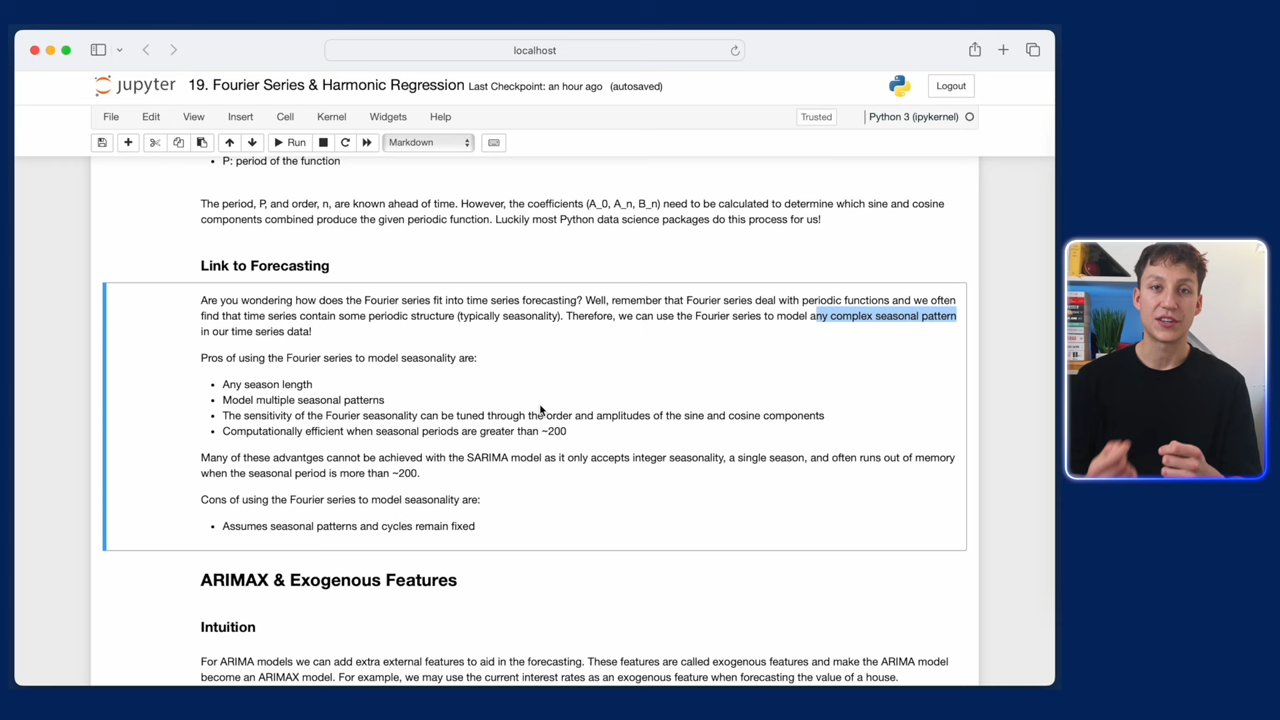 localhost
jupyter 19. Fourier Series & Harmonic Regression Last Checkpoint: an hour ago (autosaved) Logout
File Edit View Insert Cell Kernel Widgets Help Trusted Python 3 (ipykernel)
Run Markdown
• P: period of the function
The period, P, and order, n, are known ahead of time. However, the coefficients (A_0, A_n, B_n) need to be calculated to determine which sine and cosine
components combined produce the given periodic function. Luckily most Python data science packages do this process for us!
Link to Forecasting
Are you wondering how does the Fourier series fit into time series forecasting? Well, remember that Fourier series deal with periodic functions and we often
find that time series contain some periodic structure (typically seasonality). Therefore, we can use the Fourier series to model any complex seasonal pattern
in our time series data!
Pros of using the Fourier series to model seasonality are:
• Any season length
• Model multiple seasonal patterns
• The sensitivity of the Fourier seasonality can be tuned through the order and amplitudes of the sine and cosine components
• Computationally efficient when seasonal periods are greater than ~200
Many of these advantges cannot be achieved with the SARIMA model as it only accepts integer seasonality, a single season, and often runs out of memory
when the seasonal period is more than ~200.
Cons of using the Fourier series to model seasonality are:
• Assumes seasonal patterns and cycles remain fixed
ARIMAX & Exogenous Features
Intuition
For ARIMA models we can add extra external features to aid in the forecasting. These features are called exogenous features and make the ARIMA model
become an ARIMAX model. For example, we may use the current interest rates as an exogenous feature when forecasting the value of a house.